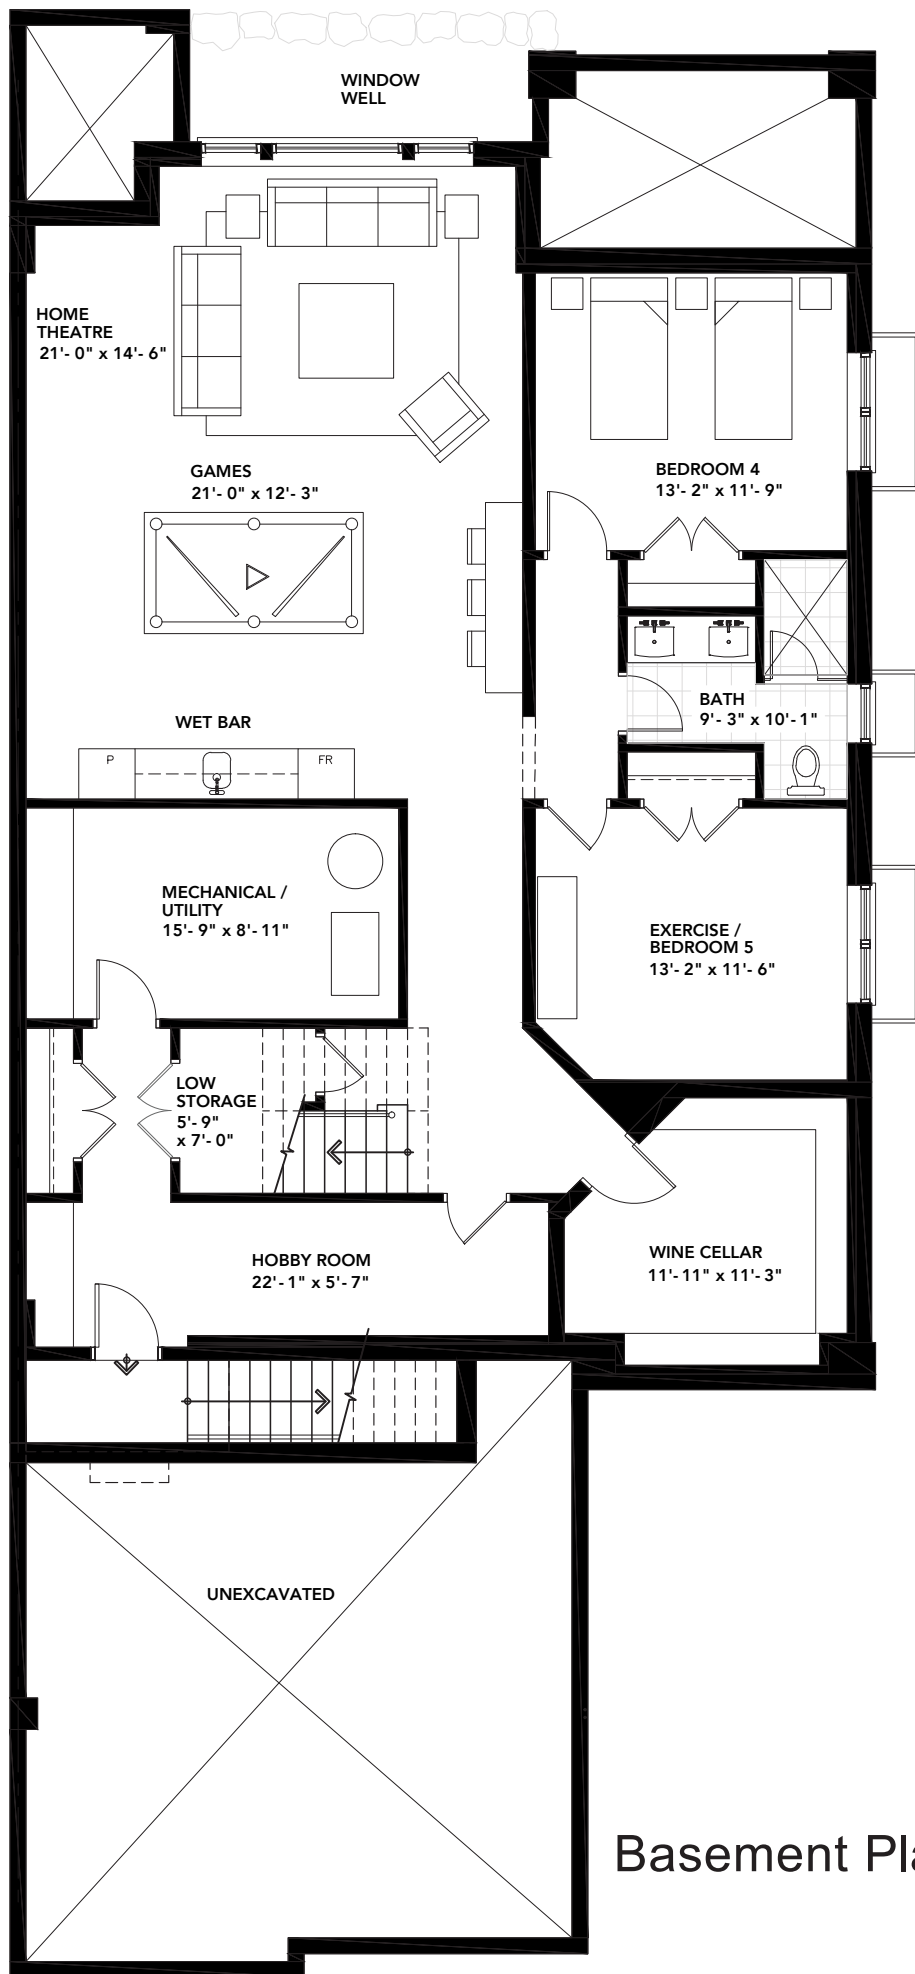 WINDOW
WELL
HOME
THEATRE
21'- 0" x 14'- 6"
GAMES
21'- 0" x 12'- 3"
BEDROOM 4
13'- 2" x 11'- 9"
BATH
9'- 3" x 10'- 1"
WET BAR
P
FR
MECHANICAL /
UTILITY
15'- 9" x 8'- 11"
EXERCISE /
BEDROOM 5
13'- 2" x 11'- 6"
LOW
STORAGE
5'- 9"
x 7'- 0"
HOBBY ROOM
22'- 1" x 5'- 7"
WINE CELLAR
11'- 11" x 11'- 3"
UNEXCAVATED
Basement Pla